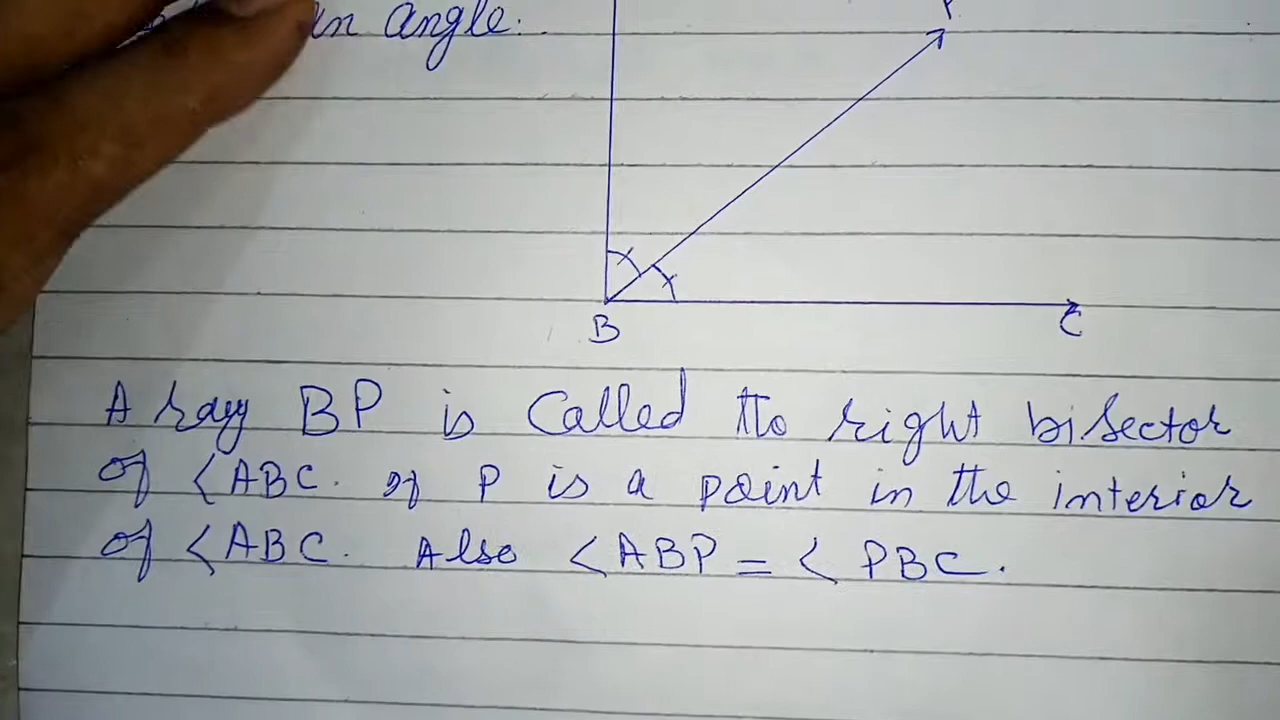 in angle.
P
B
C
A ray BP is called the right bisector
of <ABC. If P is a point in the interior
of <ABC. Also <ABP = < PBC.